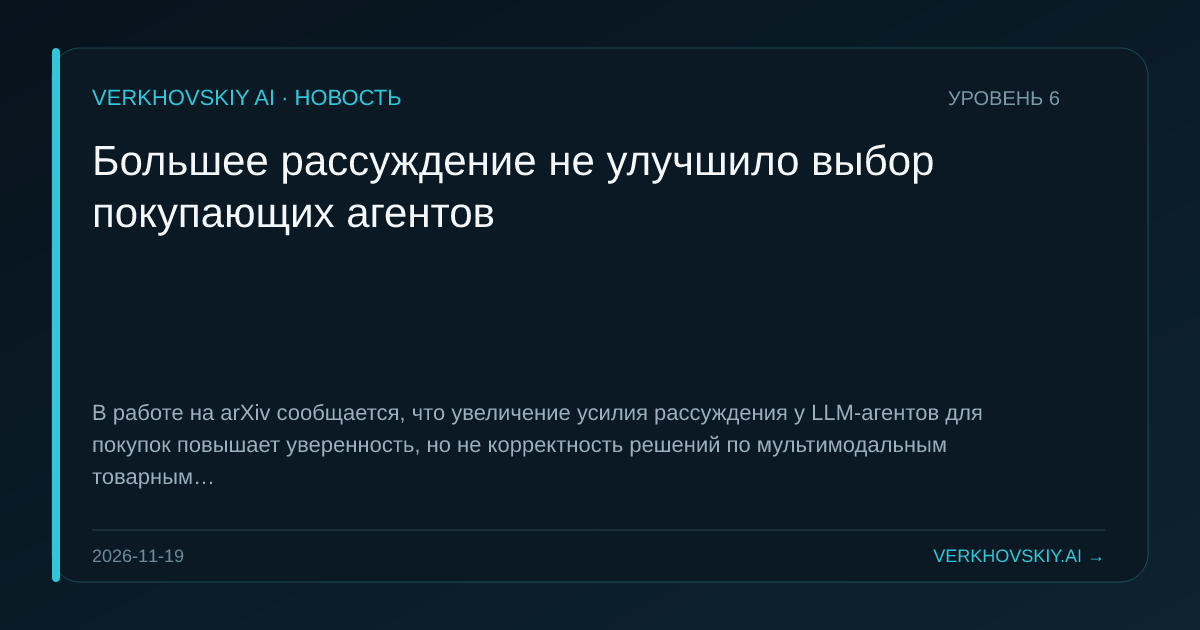 VERKHOVSKIY AI · НОВОСТЬ
УРОВЕНЬ 6
Большее рассуждение не улучшило выбор
покупающих агентов
В работе на arXiv сообщается, что увеличение усилия рассуждения у LLM-агентов для
покупок повышает уверенность, но не корректность решений по мультимодальным
товарным…
2026-11-19
VERKHOVSKIY.AI →